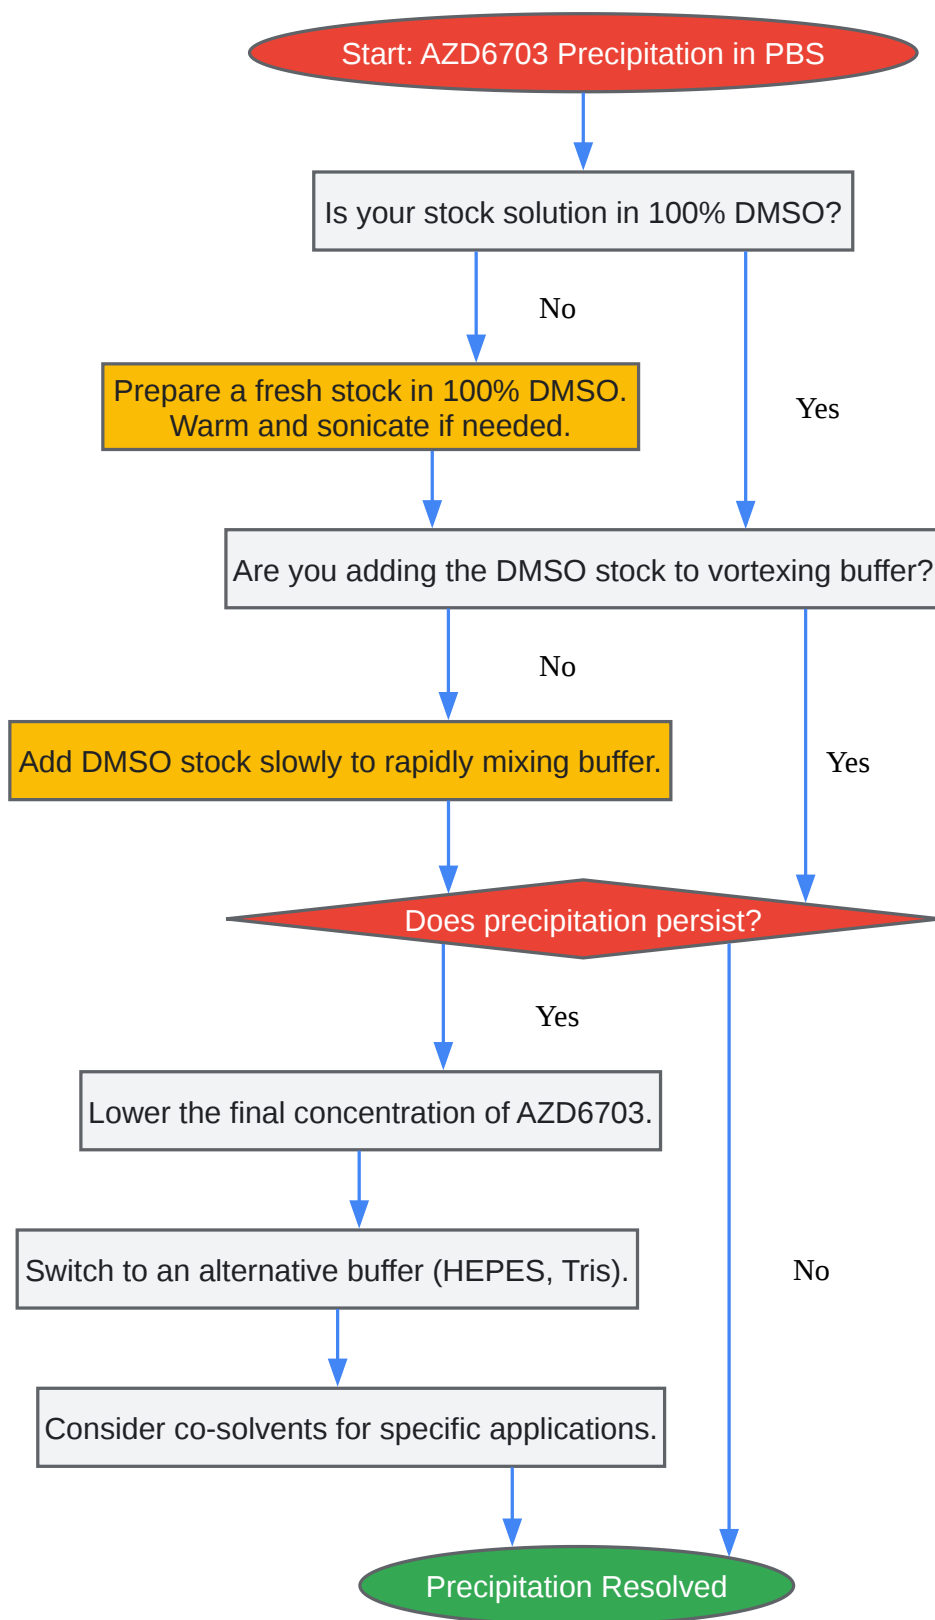 Start: AZD6703 Precipitation in PBS
Is your stock solution in 100% DMSO?
No
Prepare a fresh stock in 100% DMSO.
Warm and sonicate if needed.
Yes
Are you adding the DMSO stock to vortexing buffer?
No
Add DMSO stock slowly to rapidly mixing buffer.
Yes
Does precipitation persist?
Yes
Lower the final concentration of AZD6703.
Switch to an alternative buffer (HEPES, Tris).
No
Consider co-solvents for specific applications.
Precipitation Resolved